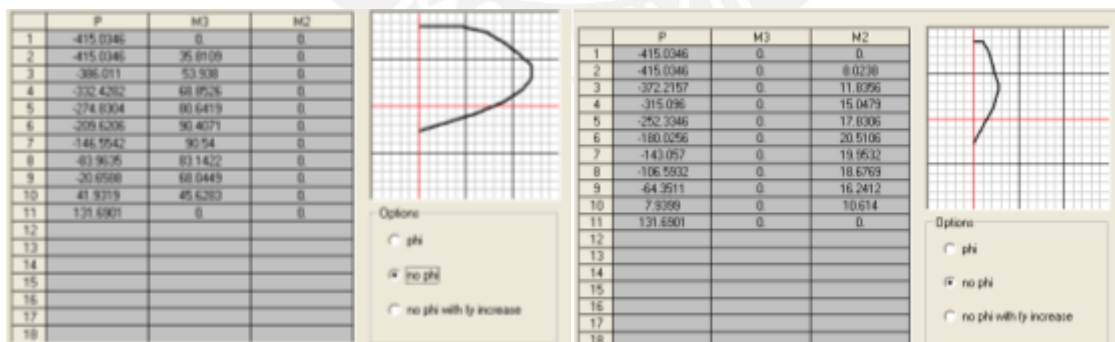 P M3 M2
1 -415.0346 0. 0.
2 -415.0346 35.8109 0.
3 -386.011 53.938 0.
4 -332.4282 68.8526 0.
5 -274.8304 80.6419 0.
6 -209.6206 90.4071 0.
7 -146.5542 90.54 0.
8 -83.9635 83.1422 0.
9 -20.6588 68.0449 0.
10 41.9319 45.6283 0.
11 131.6901 0. 0.
12
13
14
15
16
17
18
Options
phi
no phi
no phi with fy increase
P M3 M2
1 -415.0346 0. 0.
2 -415.0346 0. 8.0238
3 -372.2157 0. 11.8356
4 -315.096 0. 15.0479
5 -252.3346 0. 17.8306
6 -180.0256 0. 20.5106
7 -143.057 0. 19.9532
8 -106.5932 0. 18.6769
9 -64.3511 0. 16.2412
10 7.9399 0. 10.614
11 131.6901 0. 0.
12
13
14
15
16
17
18
Options
phi
no phi
no phi with fy increase